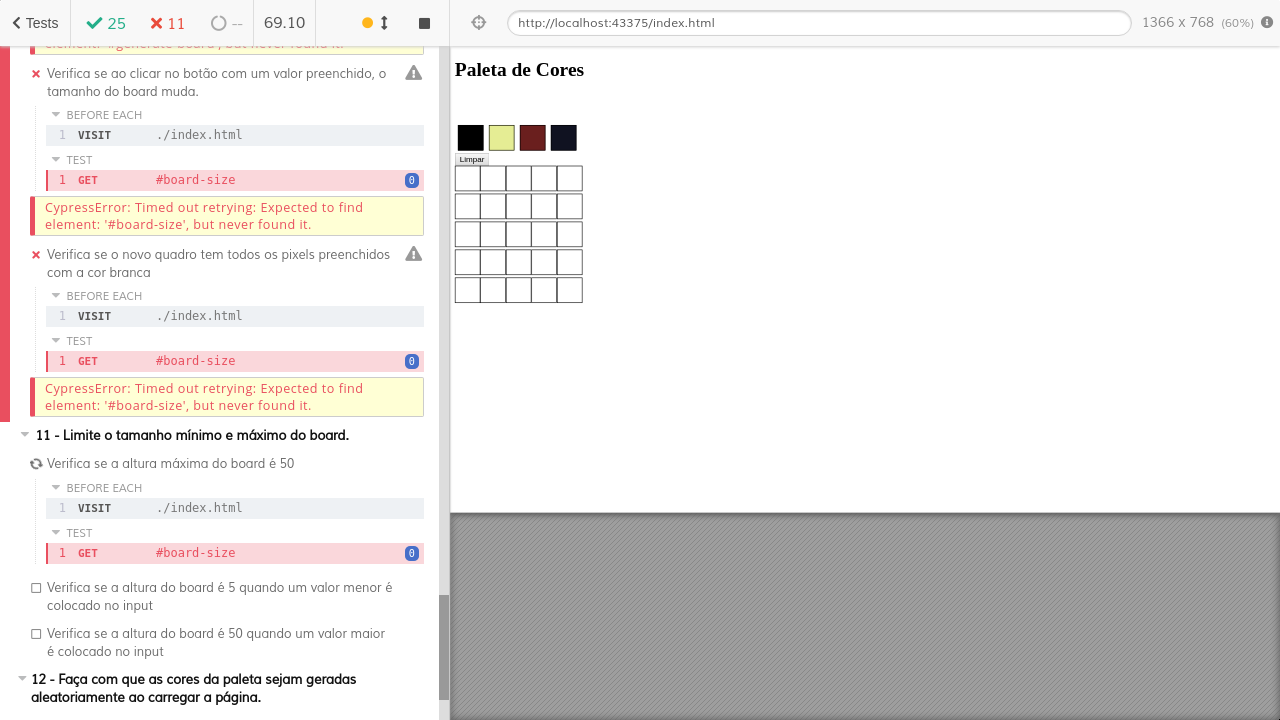 Tests 25 11 -- 69.10
http://localhost:43375/index.html 1366 x 768 (60%)
element: '#generate-board', but never found it.
Verifica se ao clicar no botão com um valor preenchido, o
tamanho do board muda.
BEFORE EACH
1 VISIT ./index.html
TEST
1 GET #board-size 0
CypressError: Timed out retrying: Expected to find
element: '#board-size', but never found it.
Verifica se o novo quadro tem todos os pixels preenchidos
com a cor branca
BEFORE EACH
1 VISIT ./index.html
TEST
1 GET #board-size 0
CypressError: Timed out retrying: Expected to find
element: '#board-size', but never found it.
11 - Limite o tamanho mínimo e máximo do board.
Verifica se a altura máxima do board é 50
BEFORE EACH
1 VISIT ./index.html
TEST
1 GET #board-size 0
Verifica se a altura do board é 5 quando um valor menor é
colocado no input
Verifica se a altura do board é 50 quando um valor maior
é colocado no input
12 - Faça com que as cores da paleta sejam geradas
aleatoriamente ao carregar a página.
Paleta de Cores
Limpar